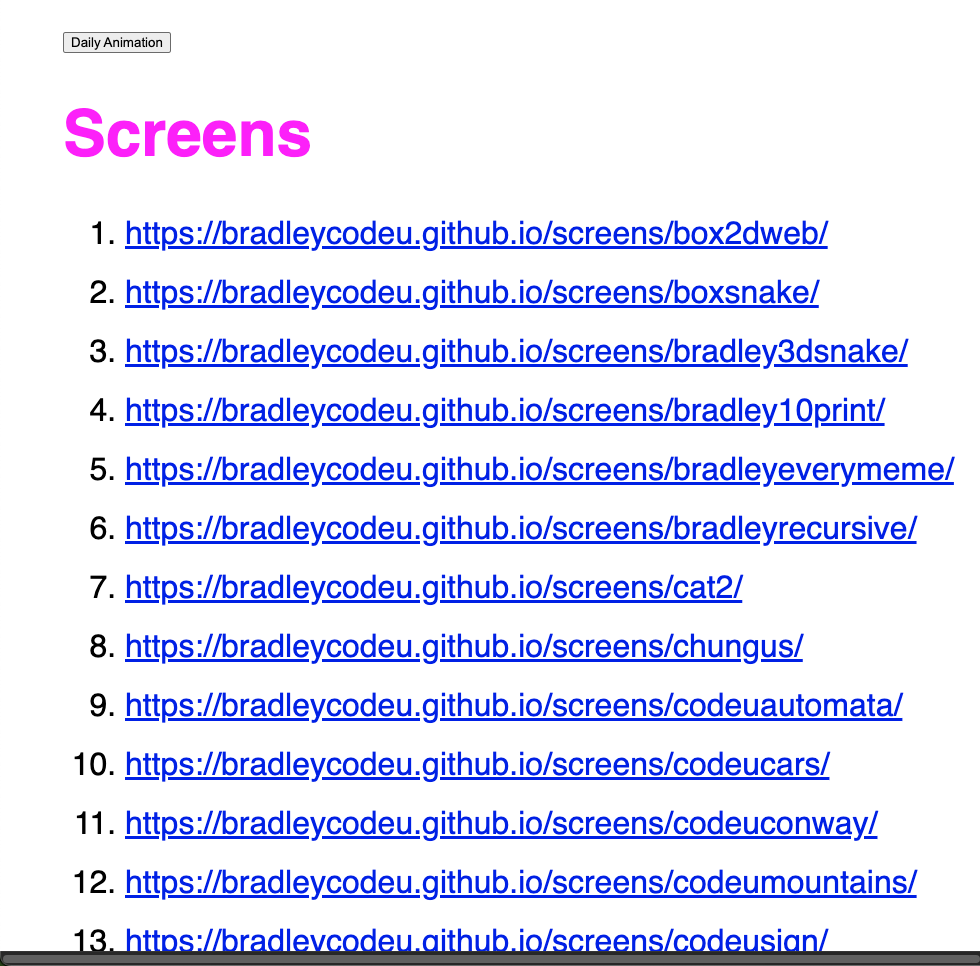 Daily Animation
Screens
1. https://bradleycodeu.github.io/screens/box2dweb/
2. https://bradleycodeu.github.io/screens/boxsnake/
3. https://bradleycodeu.github.io/screens/bradley3dsnake/
4. https://bradleycodeu.github.io/screens/bradley10print/
5. https://bradleycodeu.github.io/screens/bradleyeverymeme/
6. https://bradleycodeu.github.io/screens/bradleyrecursive/
7. https://bradleycodeu.github.io/screens/cat2/
8. https://bradleycodeu.github.io/screens/chungus/
9. https://bradleycodeu.github.io/screens/codeuautomata/
10. https://bradleycodeu.github.io/screens/codeucars/
11. https://bradleycodeu.github.io/screens/codeuconway/
12. https://bradleycodeu.github.io/screens/codeumountains/
13. https://bradleycodeu.github.io/screens/codeusign/